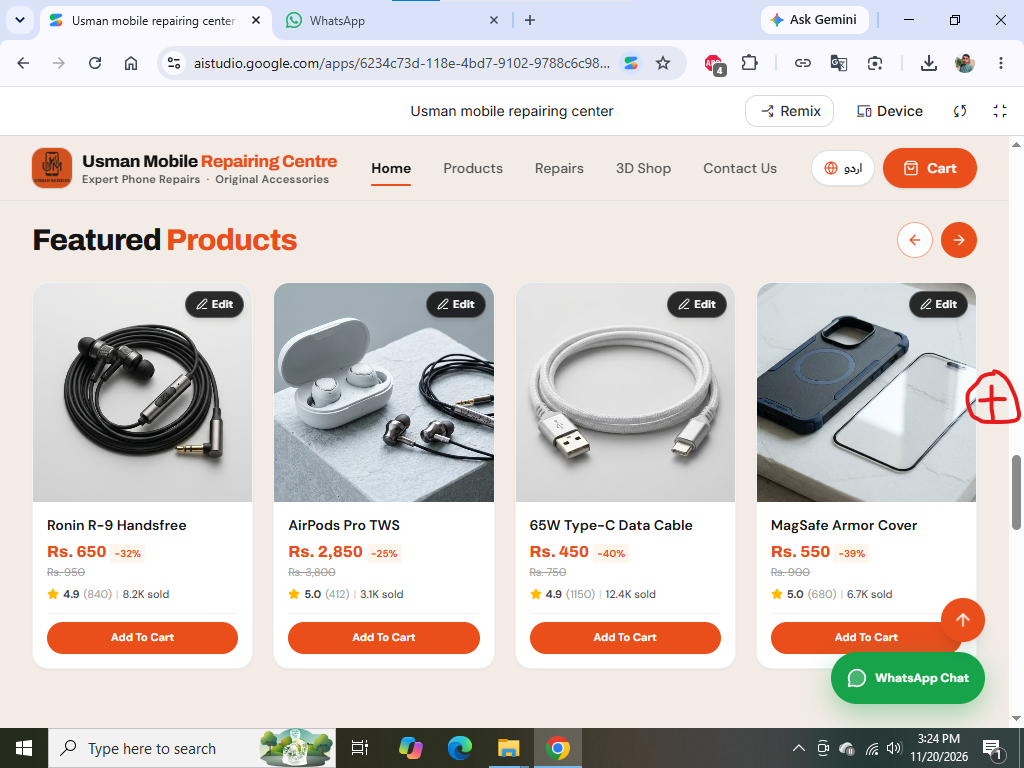 Usman mobile repairing center
WhatsApp
Ask Gemini
aistudio.google.com/apps/6234c73d-118e-4bd7-9102-9788c6c98...
4
Usman mobile repairing center
Remix
Device
Usman Mobile Repairing Centre
Expert Phone Repairs · Original Accessories
Home
Products
Repairs
3D Shop
Contact Us
اردو
Cart
Featured Products
Edit
Edit
Edit
Edit
Ronin R-9 Handsfree
Rs. 650 -32%
Rs. 950
4.9 (840) | 8.2K sold
Add To Cart
AirPods Pro TWS
Rs. 2,850 -25%
Rs. 3,800
5.0 (412) | 3.1K sold
Add To Cart
65W Type-C Data Cable
Rs. 450 -40%
Rs. 750
4.9 (1150) | 12.4K sold
Add To Cart
MagSafe Armor Cover
Rs. 550 -39%
Rs. 900
5.0 (680) | 6.7K sold
Add To Cart
WhatsApp Chat
Type here to search
3:24 PM
11/20/2026
1